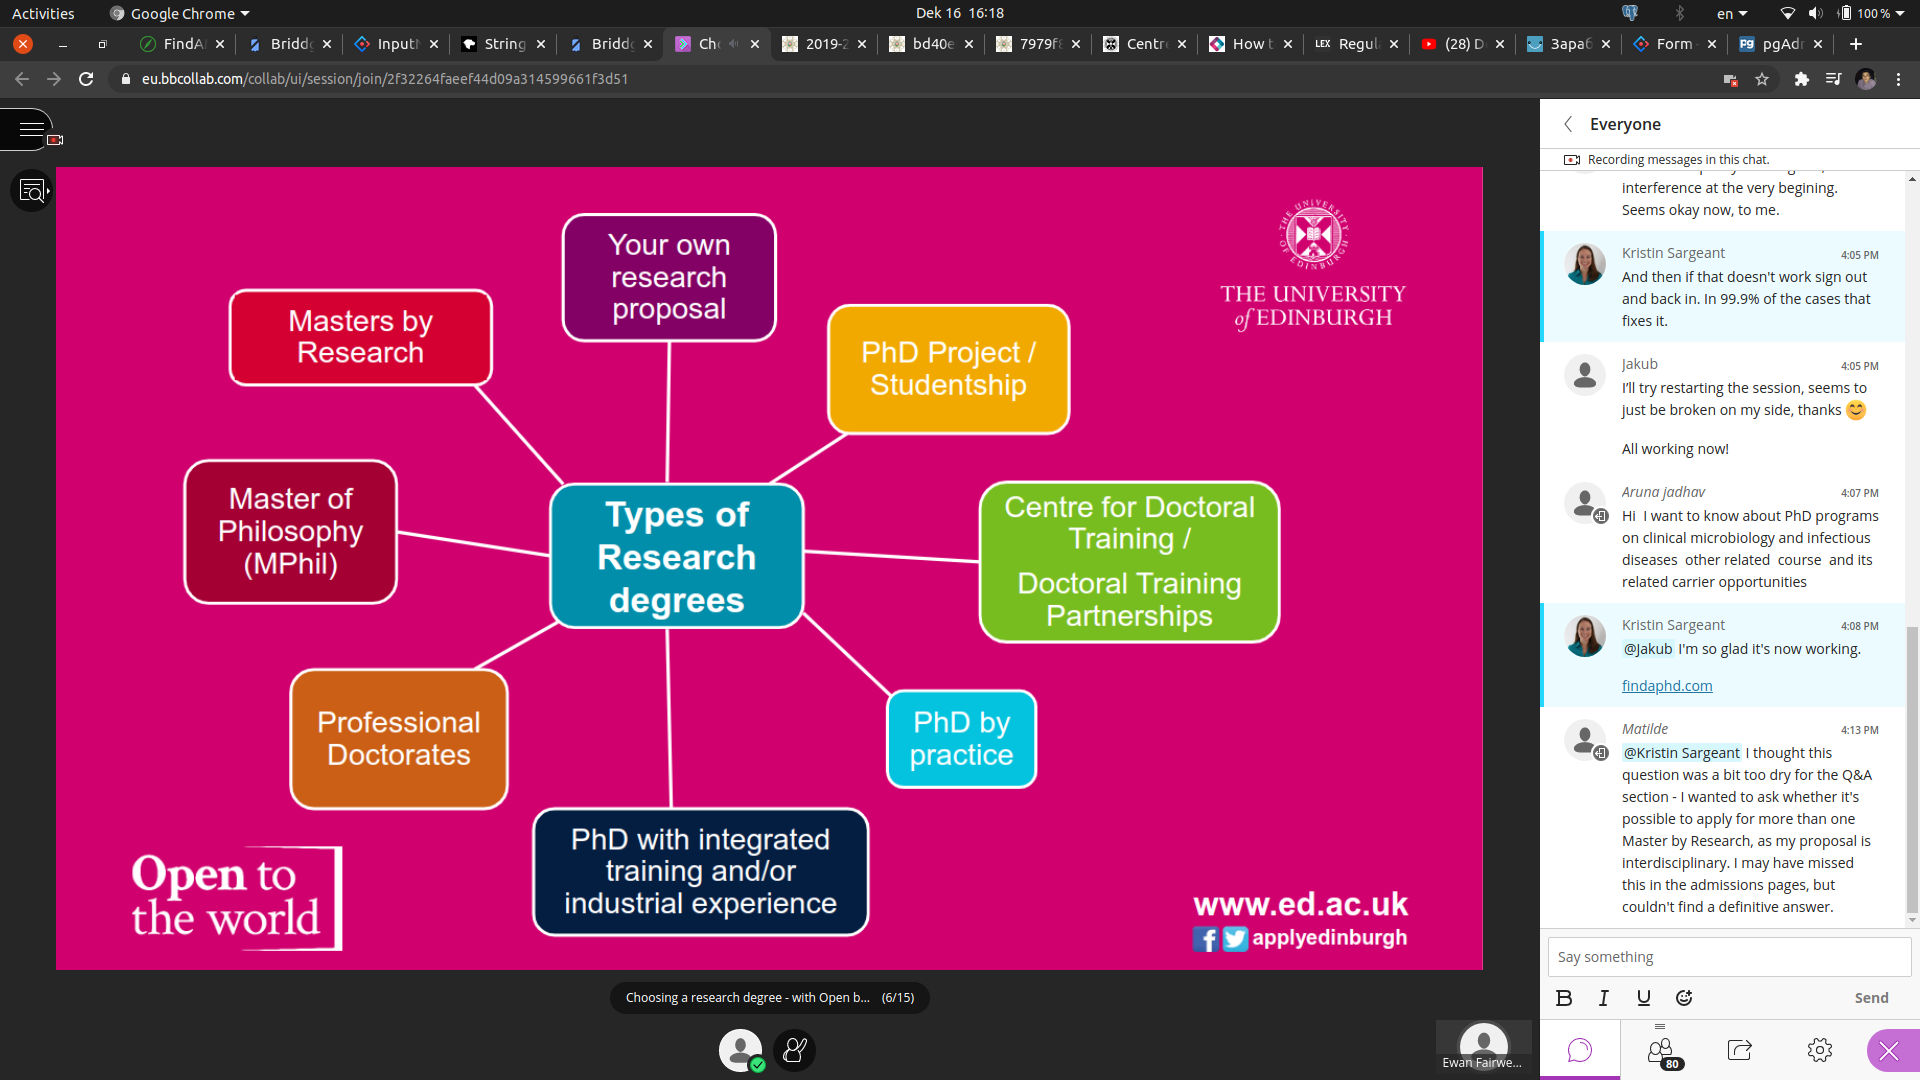 Activities
Google Chrome
Dek 16  16:18
en
100 %
FindA
Bridg
Input
String
Bridg
Ch
2019-2
bd40e
7979f
Centr
How t
LEX Regul
(28) D
Зараб
Form
pgAd
eu.bbcollab.com/collab/ui/session/join/2f32264faeef44d09a314599661f3d51
Your own
research
proposal
Masters by
Research
PhD Project /
Studentship
THE UNIVERSITY
of EDINBURGH
Master of
Philosophy
(MPhil)
Types of
Research
degrees
Centre for Doctoral
Training /
Doctoral Training
Partnerships
Professional
Doctorates
PhD by
practice
PhD with integrated
training and/or
industrial experience
Open to
the world
www.ed.ac.uk
applyedinburgh
Choosing a research degree - with Open b... (6/15)
Ewan Fairwe...
Everyone
Recording messages in this chat.
interference at the very begining.
Seems okay now, to me.
Kristin Sargeant
4:05 PM
And then if that doesn't work sign out
and back in. In 99.9% of the cases that
fixes it.
Jakub
4:05 PM
I'll try restarting the session, seems to
just be broken on my side, thanks 😊
All working now!
Aruna jadhav
4:07 PM
Hi  I want to know about PhD programs
on clinical microbiology and infectious
diseases  other related  course  and its
related carrier opportunities
Kristin Sargeant
4:08 PM
@Jakub I'm so glad it's now working.
findaphd.com
Matilde
4:13 PM
@Kristin Sargeant I thought this
question was a bit too dry for the Q&A
section - I wanted to ask whether it's
possible to apply for more than one
Master by Research, as my proposal is
interdisciplinary. I may have missed
this in the admissions pages, but
couldn't find a definitive answer.
Say something
B I U
Send
80